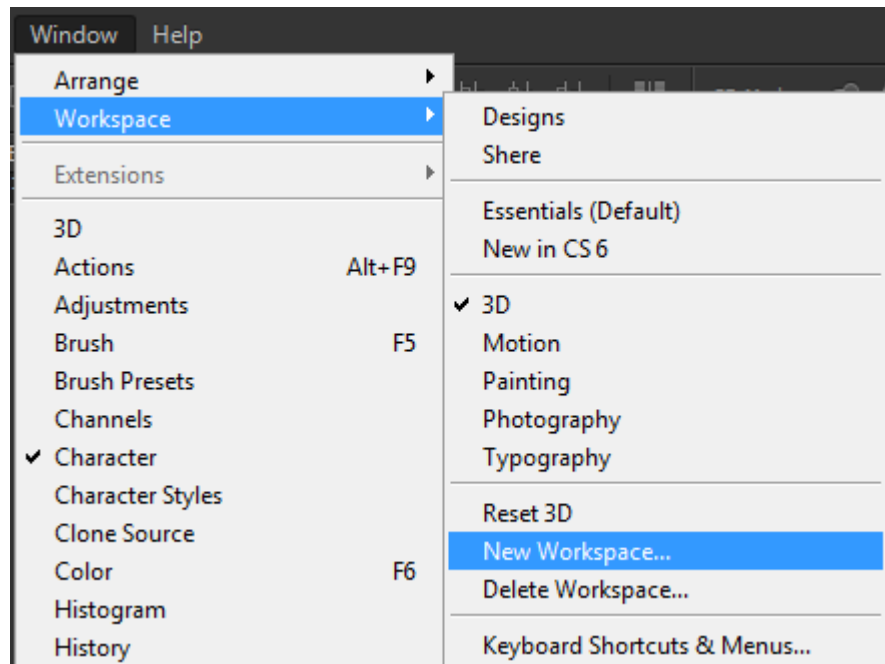 Window Help
Arrange
Workspace
Extensions
3D
Actions Alt+F9
Adjustments
Brush F5
Brush Presets
Channels
Character
Character Styles
Clone Source
Color F6
Histogram
History
Designs
Shere
Essentials (Default)
New in CS 6
3D
Motion
Painting
Photography
Typography
Reset 3D
New Workspace...
Delete Workspace...
Keyboard Shortcuts & Menus...